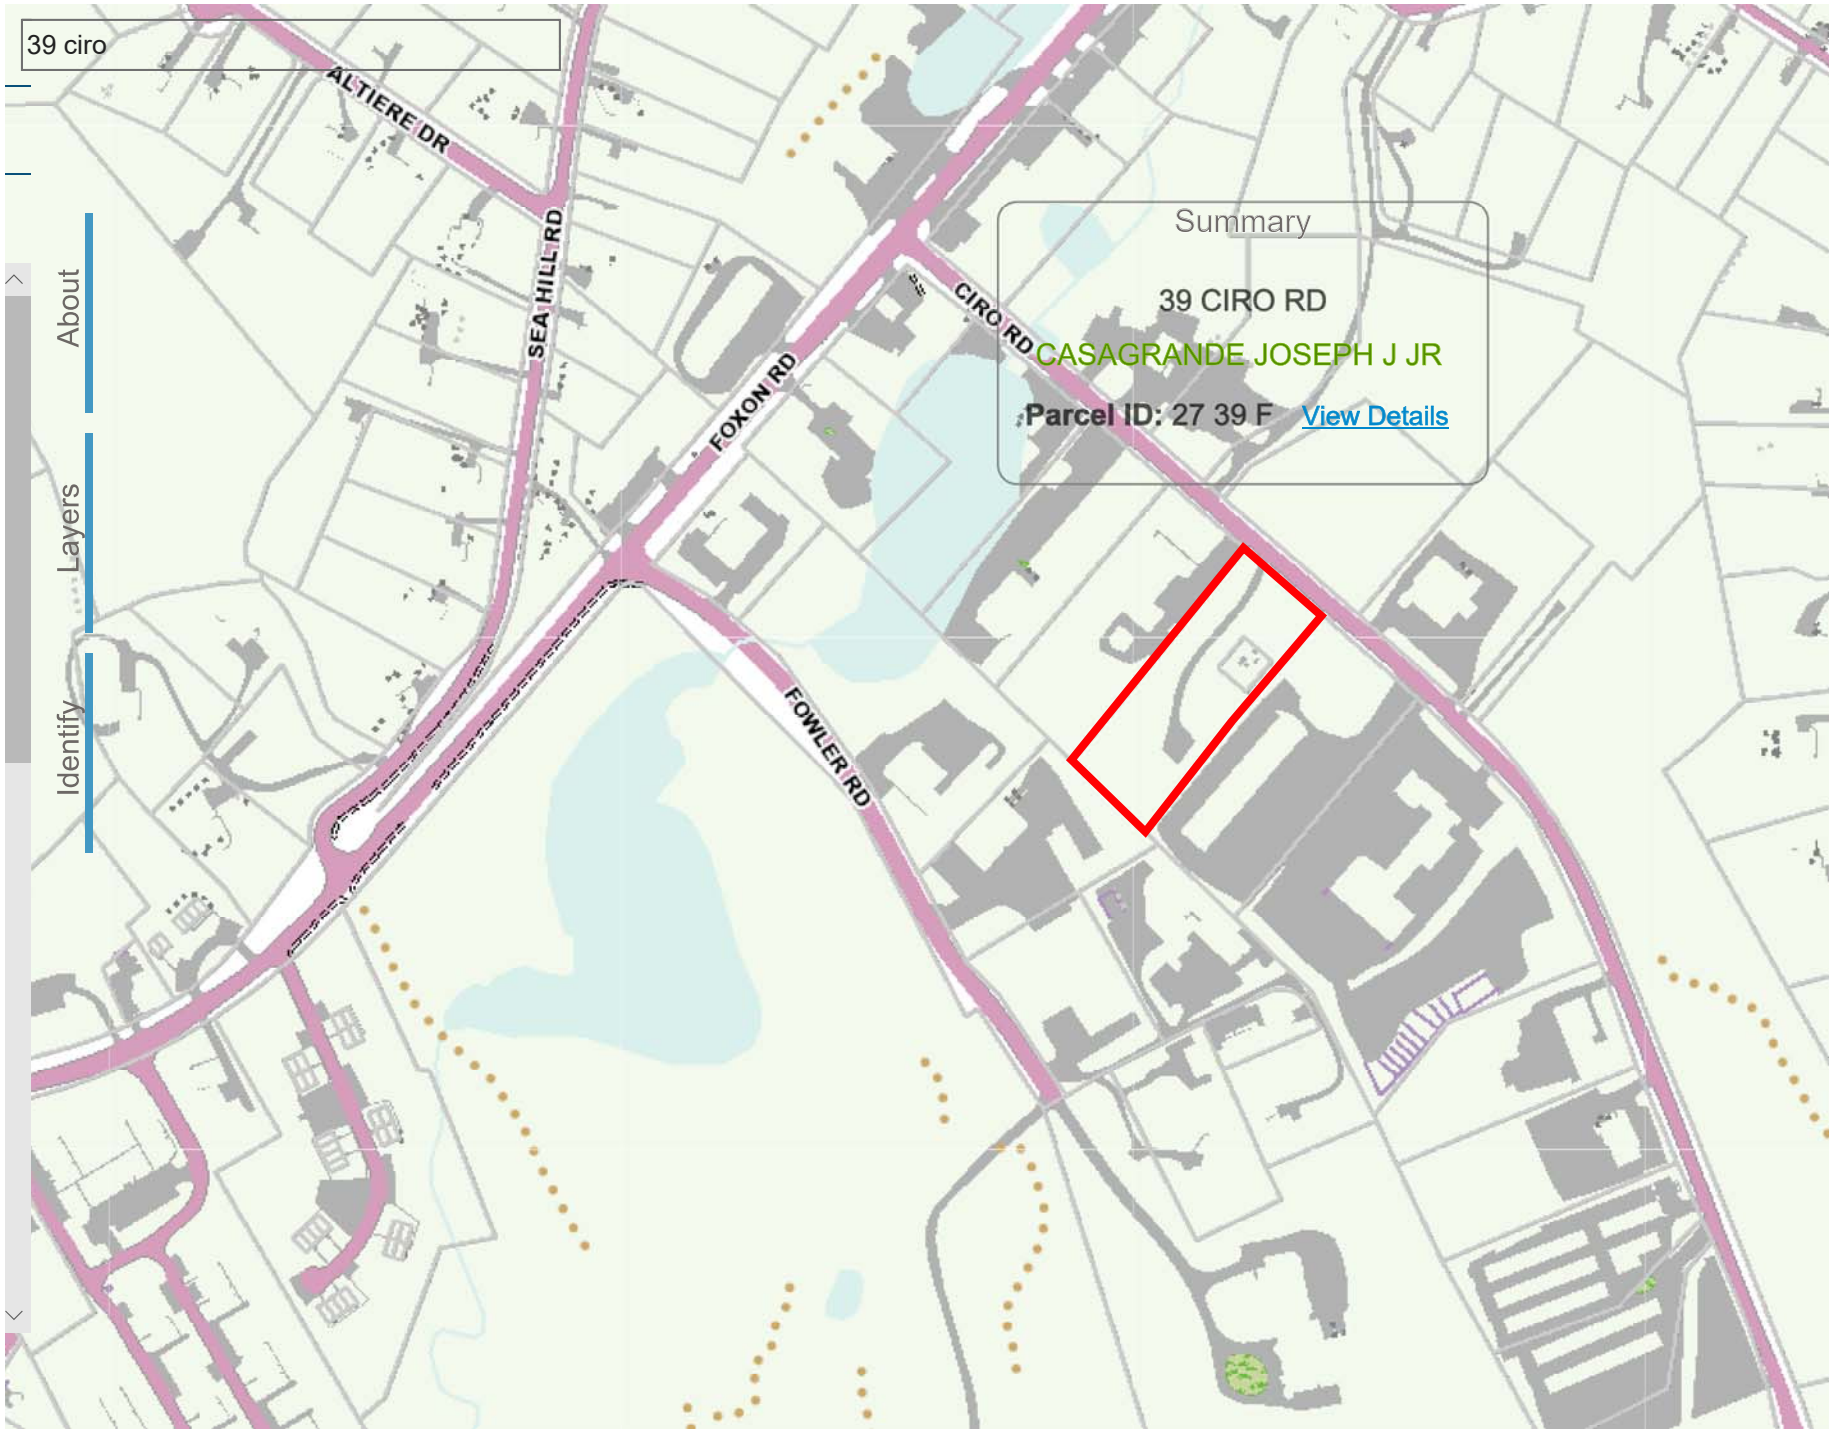 39 ciro
ALTIERE DR
SEA HILL RD
Summary
39 CIRO RD
CASAGRANDE JOSEPH J JR
Parcel ID: 27 39 F View Details
CIRO RD
FOXON RD
About
Layers
Identify
FOWLER RD